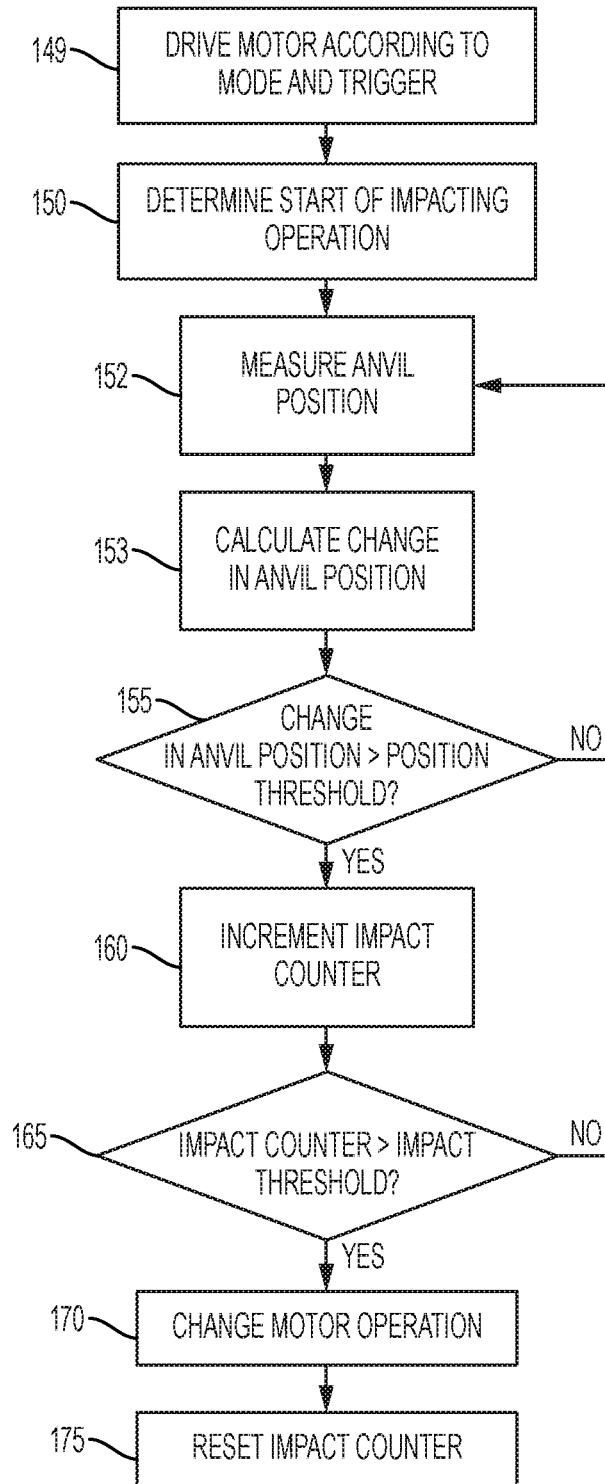 149
DRIVE MOTOR ACCORDING TO
MODE AND TRIGGER
150
DETERMINE START OF IMPACTING
OPERATION
152
MEASURE ANVIL
POSITION
153
CALCULATE CHANGE
IN ANVIL POSITION
155
CHANGE
IN ANVIL POSITION > POSITION
THRESHOLD?
NO
YES
160
INCREMENT IMPACT
COUNTER
165
IMPACT COUNTER > IMPACT
THRESHOLD?
NO
YES
170
CHANGE MOTOR OPERATION
175
RESET IMPACT COUNTER